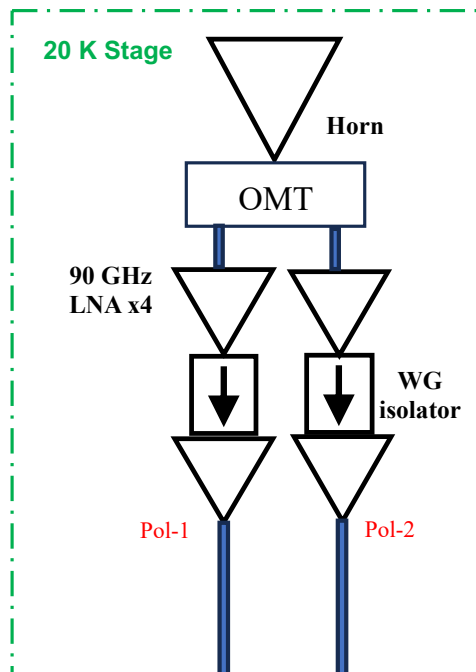 20 K Stage
Horn
OMT
90 GHz
LNA x4
WG
isolator
Pol-1
Pol-2